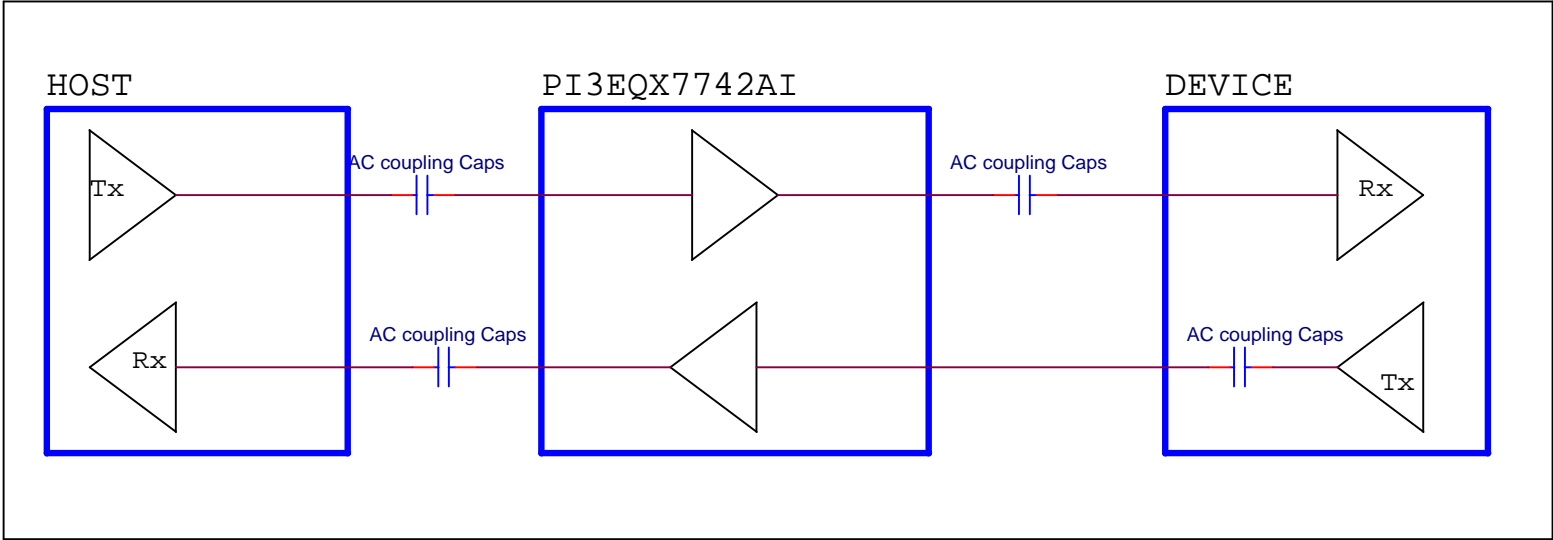 HOST
PI3EQX7742AI
DEVICE
AC coupling Caps
AC coupling Caps
Tx
Rx
AC coupling Caps
AC coupling Caps
Rx
Tx